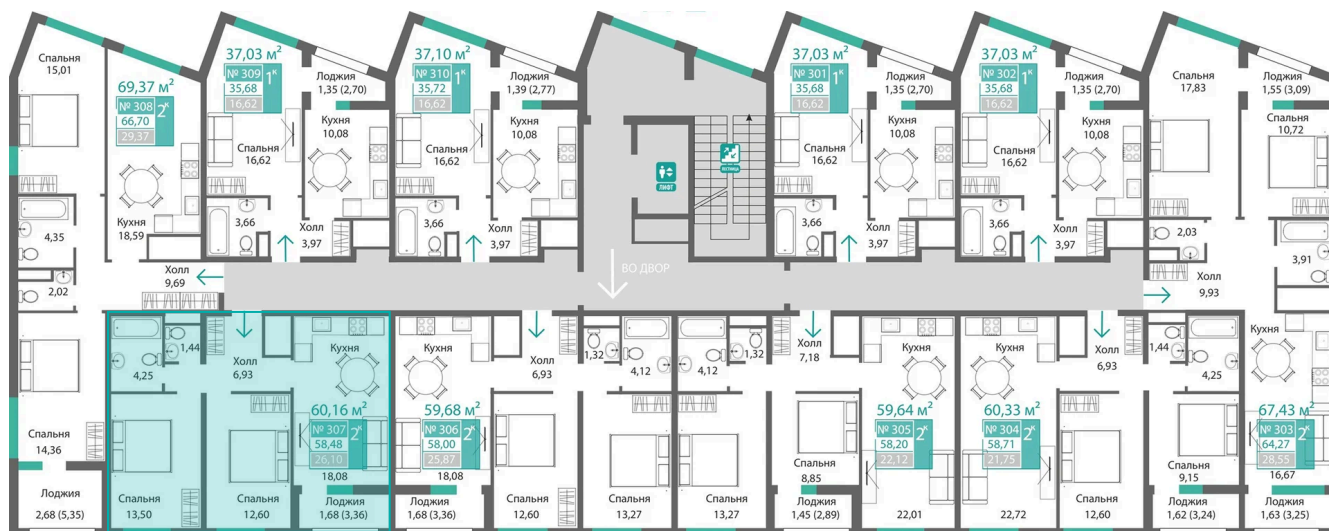 Спальня
15,01
69,37 м²
№ 308
66,70
29,37
2к
Кухня
18,59
4,35
2,02
Холл
9,69
Спальня
14,36
Лоджия
2,68 (5,35)
37,03 м²
№ 309
35,68
16,62
1к
Лоджия
1,35 (2,70)
Кухня
10,08
Спальня
16,62
3,66
Холл
3,97
37,10 м²
№ 310
35,72
16,62
1к
Лоджия
1,39 (2,77)
Кухня
10,08
Спальня
16,62
3,66
Холл
3,97
ЛИФТ
ЛЕСТНИЦА
ВО ДВОР
37,03 м²
№ 301
35,68
16,62
1к
Лоджия
1,35 (2,70)
Кухня
10,08
Спальня
16,62
3,66
Холл
3,97
37,03 м²
№ 302
35,68
16,62
1к
Лоджия
1,35 (2,70)
Кухня
10,08
Спальня
16,62
3,66
Холл
3,97
Спальня
17,83
Лоджия
1,55 (3,09)
Спальня
10,72
2,03
3,91
Холл
9,93
Кухня
67,43 м²
№ 303
64,27
28,55
2к
16,67
Лоджия
1,63 (3,25)
1,44
4,25
Холл
6,93
Кухня
60,16 м²
№ 307
58,48
26,10
2к
18,08
Спальня
13,50
Спальня
12,60
Лоджия
1,68 (3,36)
Кухня
59,68 м²
№ 306
58,00
25,87
2к
18,08
Лоджия
1,68 (3,36)
Холл
6,93
1,32
4,12
Спальня
12,60
Спальня
13,27
4,12
1,32
Холл
7,18
Кухня
59,64 м²
№ 305
58,20
22,12
2к
Спальня
13,27
Спальня
8,85
Лоджия
1,45 (2,89)
22,01
Кухня
60,33 м²
№ 304
58,71
21,75
2к
22,72
Холл
6,93
1,44
4,25
Спальня
12,60
Спальня
9,15
Лоджия
1,62 (3,24)